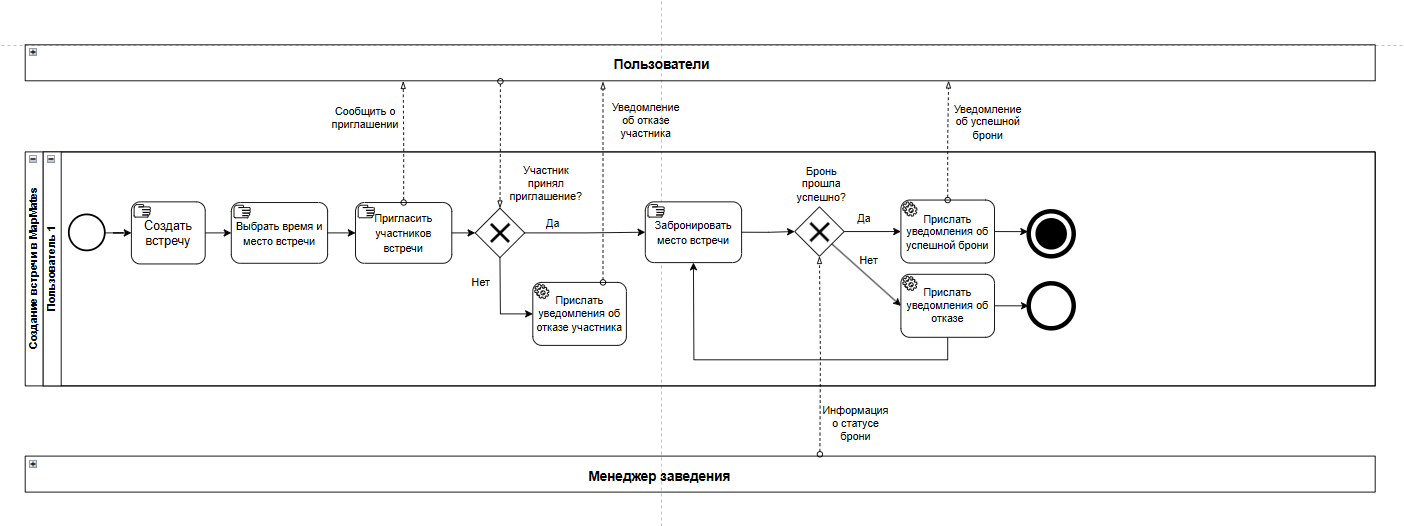 Пользователи
Сообщить о
приглашении
Уведомление
об отказе
участника
Уведомление
об успешной
брони
Создание встречи в MapMates
Пользователь 1
Создать
встречу
Выбрать время и
место встречи
Пригласить
участников
встречи
Участник
принял
приглашение?
Да
Нет
Прислать
уведомления об
отказе участника
Забронировать
место встречи
Бронь
прошла
успешно?
Да
Нет
Прислать
уведомления об
успешной брони
Прислать
уведомления об
отказе
Информация
о статусе
брони
Менеджер заведения